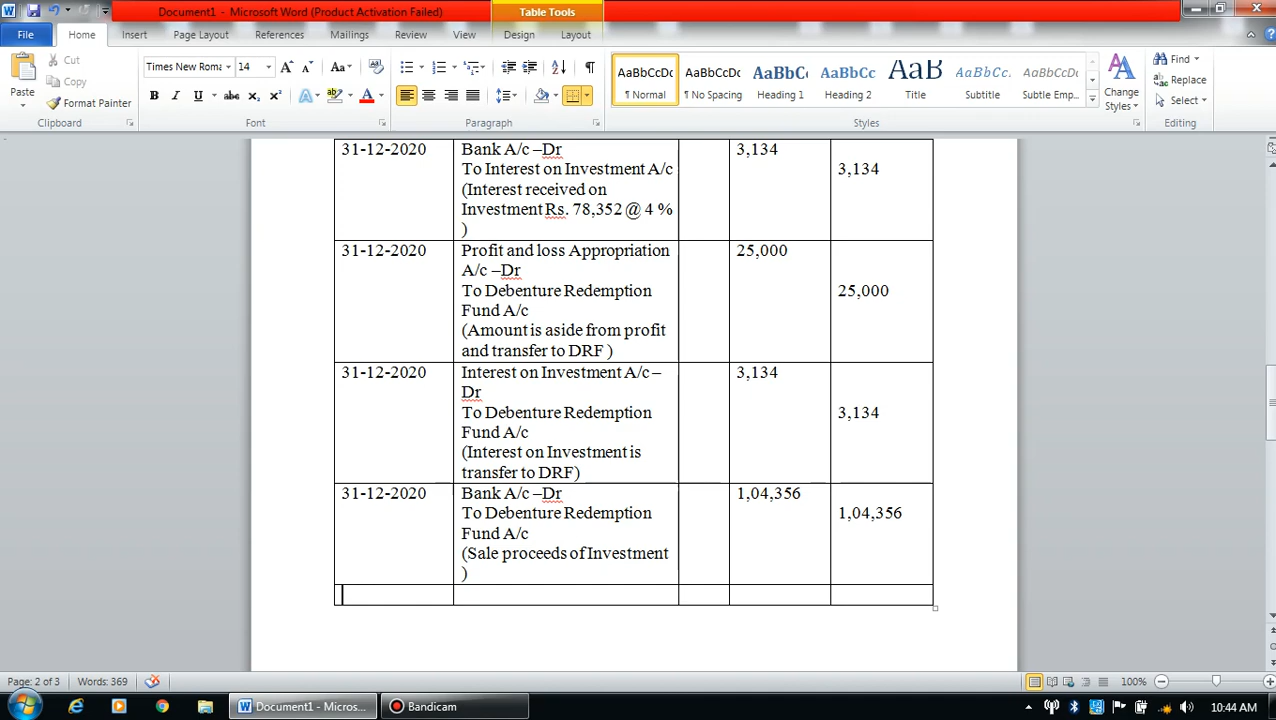 Document1 - Microsoft Word (Product Activation Failed)
Table Tools
File
Home
Insert
Page Layout
References
Mailings
Review
View
Design
Layout
Paste
Cut
Copy
Format Painter
Clipboard
Times New Roma
14
Font
Paragraph
AaBbCcDc
¶ Normal
AaBbCcDc
¶ No Spacing
AaBbCc
Heading 1
AaBbCc
Heading 2
AaB
Title
AaBbCcL
Subtitle
AaBbCcDc
Subtle Emp...
Change
Styles
Styles
Find
Replace
Select
Editing
31-12-2020
Bank A/c –Dr
To Interest on Investment A/c
(Interest received on
Investment Rs. 78,352 @ 4 %
)
3,134
3,134
31-12-2020
Profit and loss Appropriation
A/c –Dr
To Debenture Redemption
Fund A/c
(Amount is aside from profit
and transfer to DRF )
25,000
25,000
31-12-2020
Interest on Investment A/c –
Dr
To Debenture Redemption
Fund A/c
(Interest on Investment is
transfer to DRF)
3,134
3,134
31-12-2020
Bank A/c –Dr
To Debenture Redemption
Fund A/c
(Sale proceeds of Investment
)
1,04,356
1,04,356
Page: 2 of 3
Words: 369
100%
Document1 - Micros...
Bandicam
10:44 AM